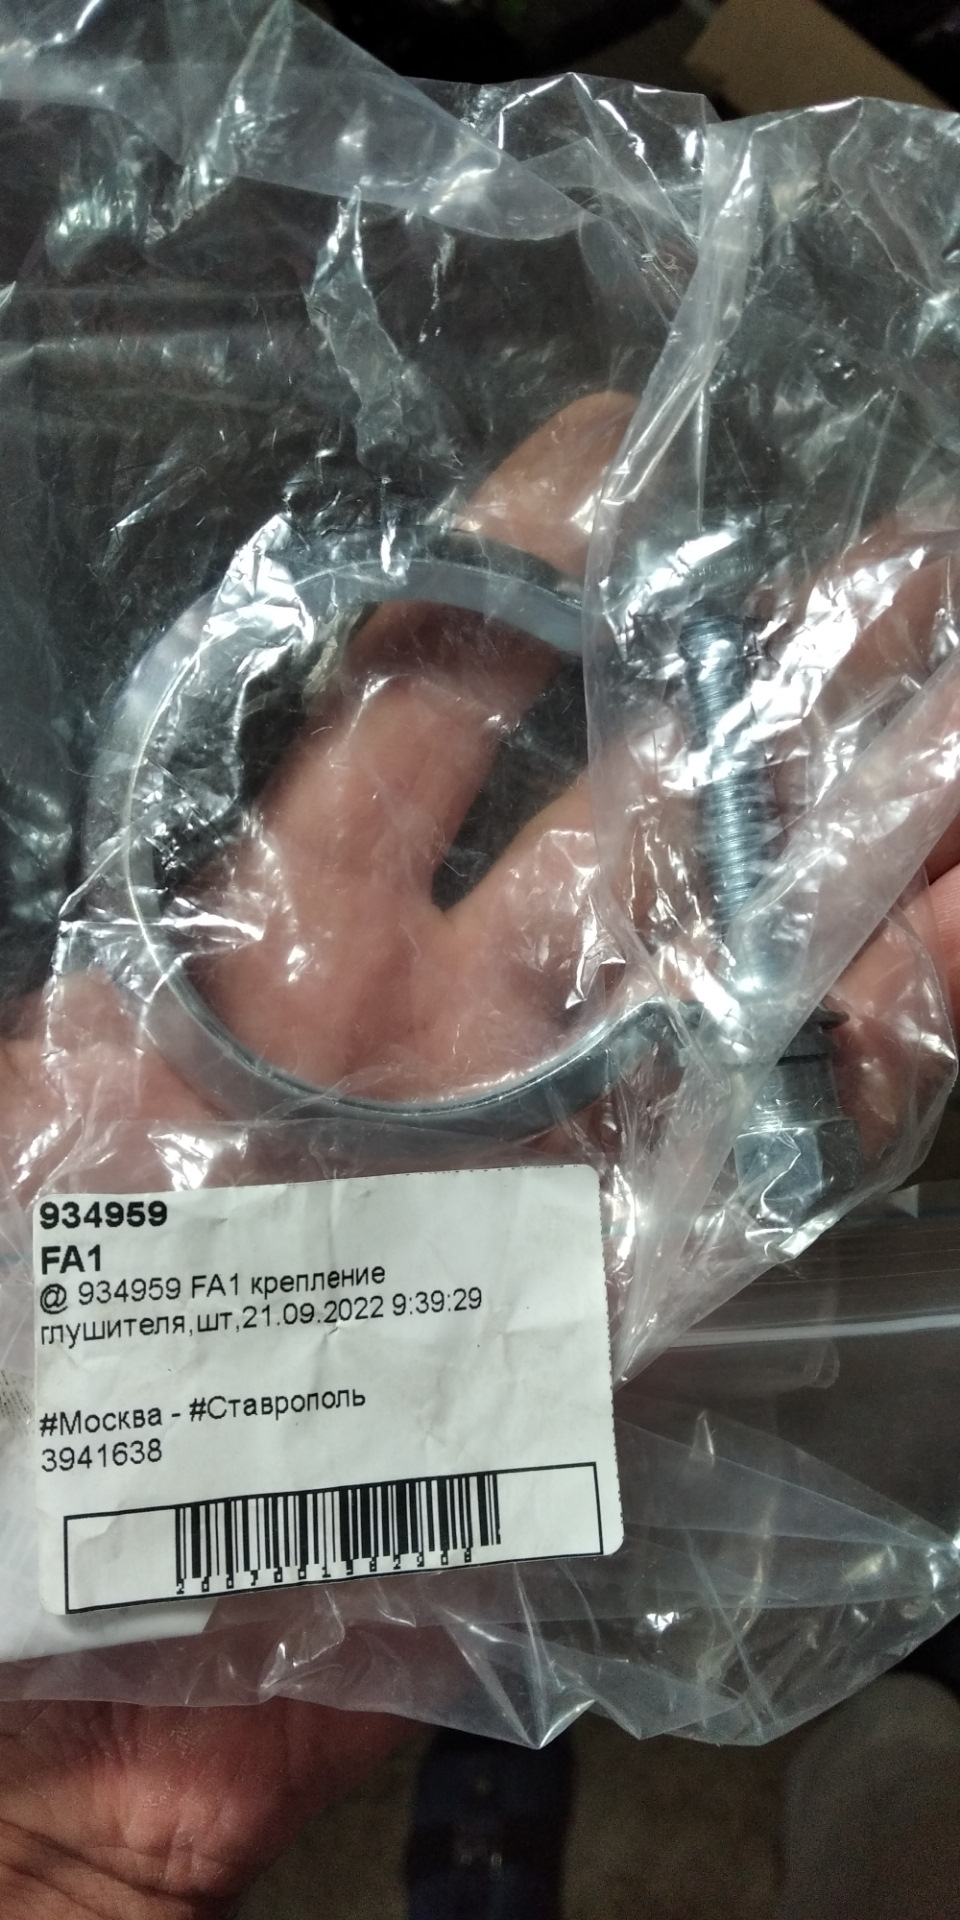 934959
FA1
@ 934959 FA1 крепление
глушителя,шт,21.09.2022 9:39:29
#Москва - #Ставрополь
3941638